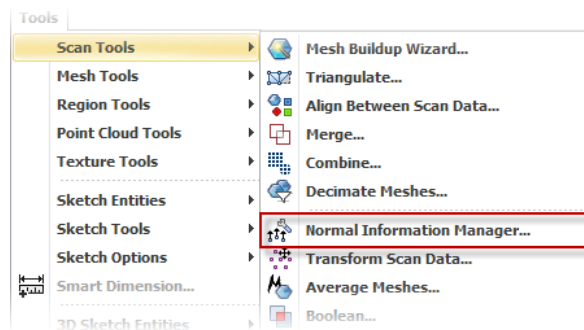 Tools
Scan Tools
Mesh Tools
Region Tools
Point Cloud Tools
Texture Tools
Sketch Entities
Sketch Tools
Sketch Options
Smart Dimension...
3D Sketch Entities
Mesh Buildup Wizard...
Triangulate...
Align Between Scan Data...
Merge...
Combine...
Decimate Meshes...
Normal Information Manager...
Transform Scan Data...
Average Meshes...
Boolean...